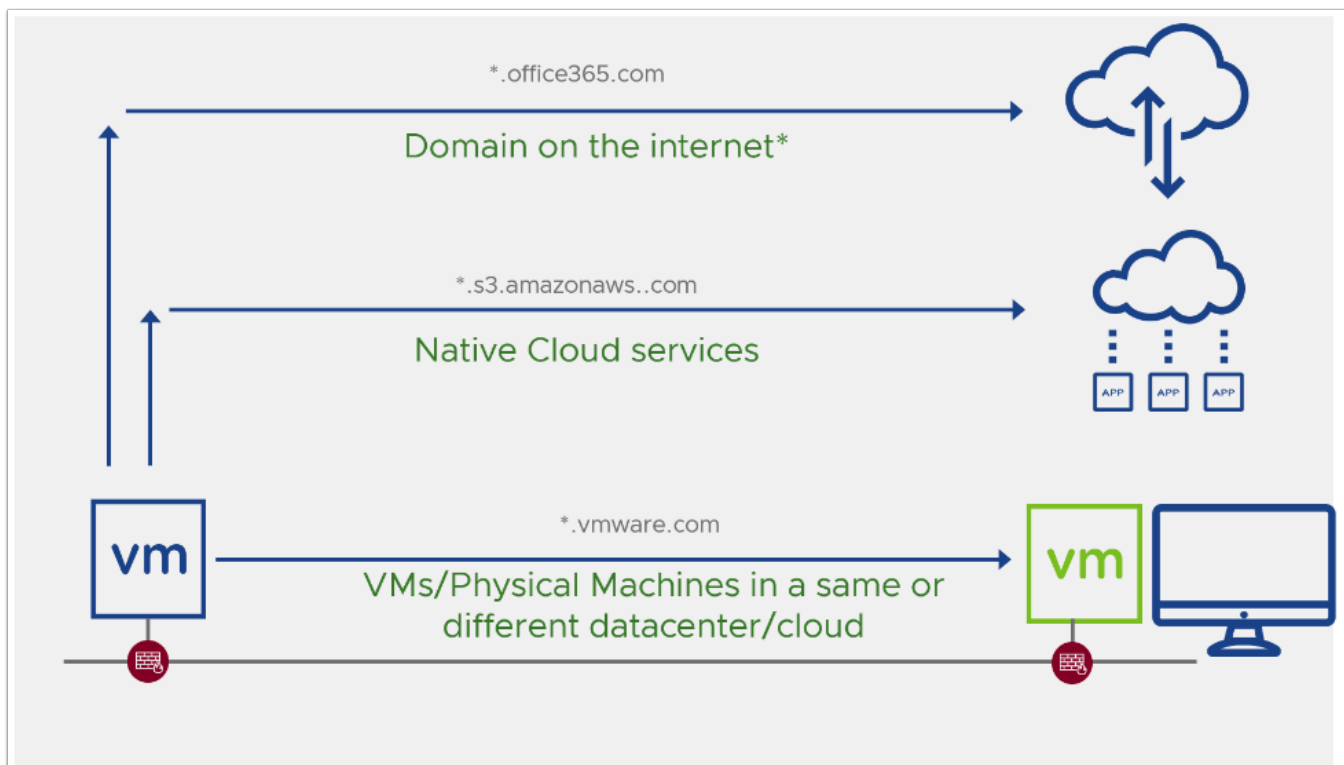 *.office365.com
Domain on the internet*
*.s3.amazonaws..com
Native Cloud services
APP APP APP
vm
*.vmware.com
vm
VMs/Physical Machines in a same or
different datacenter/cloud